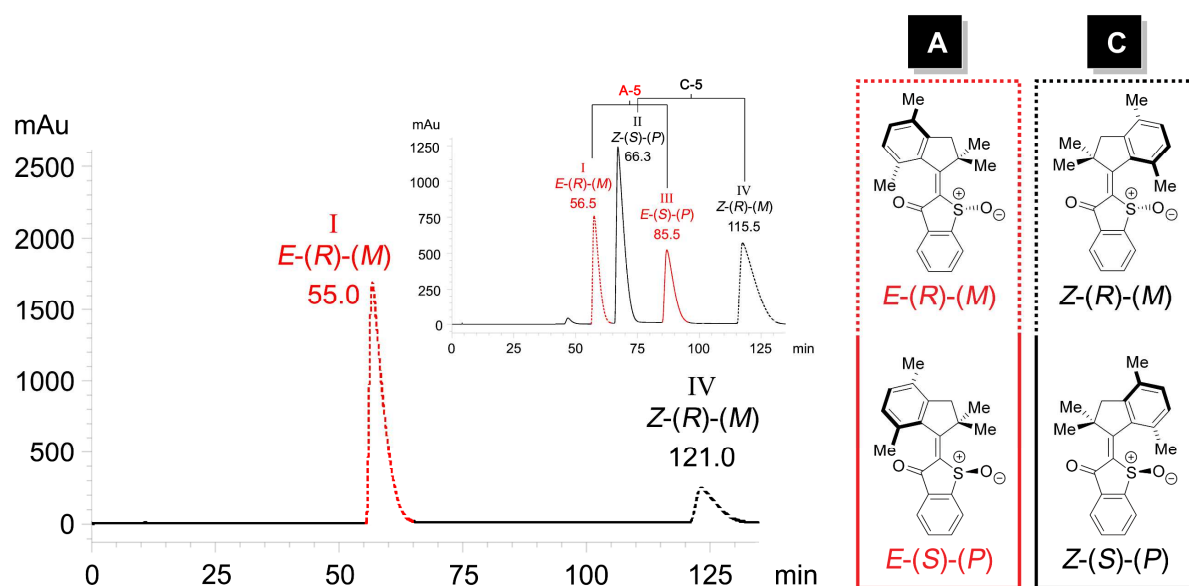 mAu
2500
2000
1500
1000
500
0
0
25
50
75
100
125
min
I
E-(R)-(M)
55.0
IV
Z-(R)-(M)
121.0
mAu
1250
1000
750
500
250
0
0
25
50
75
100
125
min
A-5
C-5
I
E-(R)-(M)
56.5
II
Z-(S)-(P)
66.3
III
E-(S)-(P)
85.5
IV
Z-(R)-(M)
115.5
A
Me
Me
Me
Me
O
S
+
O
−
E-(R)-(M)
Me
Me
Me
Me
O
S
+
O
−
E-(S)-(P)
C
Me
Me
Me
Me
O
S
+
O
−
Z-(R)-(M)
Me
Me
Me
Me
O
S
+
O
−
Z-(S)-(P)